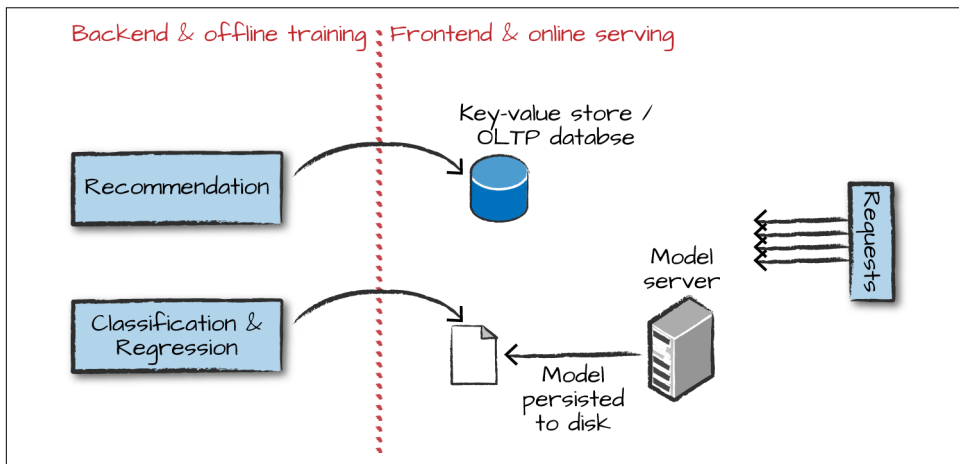 Backend & offline training
Frontend & online serving
Key-value store /
OLTP databse
Recommendation
Requests
Model
server
Classification &
Regression
Model
persisted
to disk